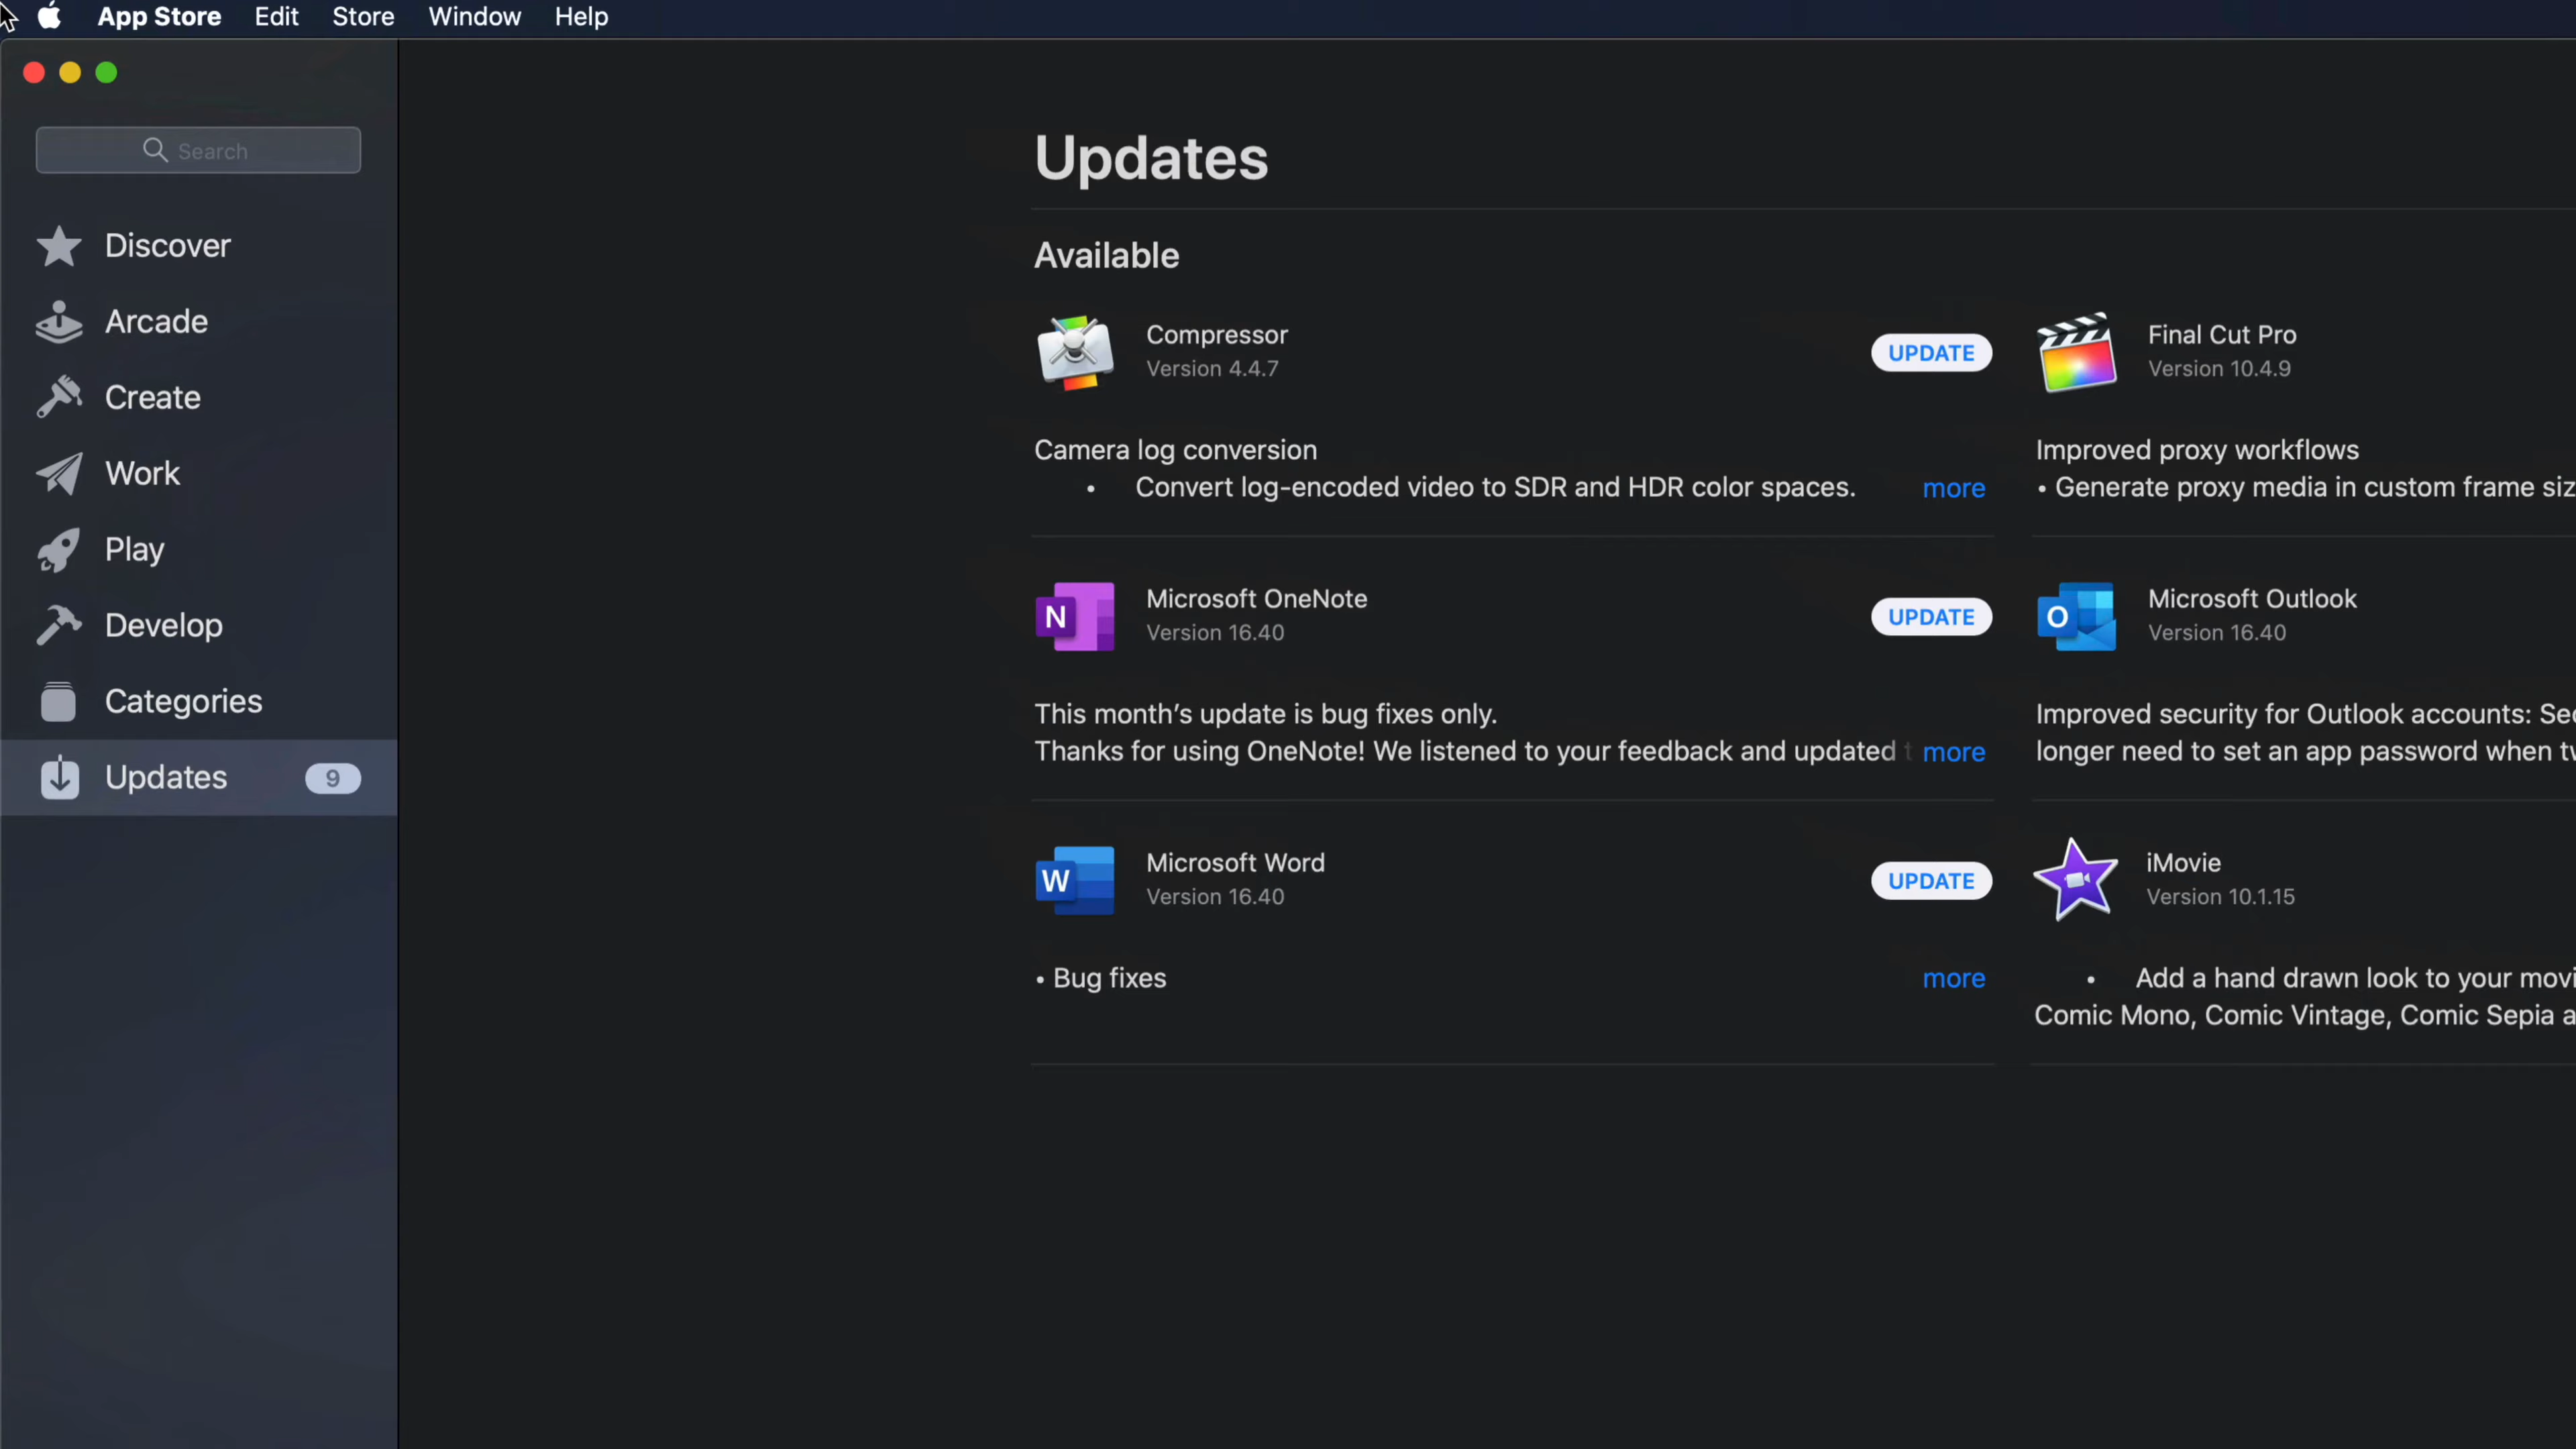 App Store Edit Store Window Help
Search
Discover
Arcade
Create
Work
Play
Develop
Categories
Updates 9
Updates
Available
Compressor
Version 4.4.7
UPDATE
Camera log conversion
• Convert log-encoded video to SDR and HDR color spaces. more
Final Cut Pro
Version 10.4.9
Improved proxy workflows
• Generate proxy media in custom frame
N
Microsoft OneNote
Version 16.40
UPDATE
This month’s update is bug fixes only.
Thanks for using OneNote! We listened to your feedback and updated more
O
Microsoft Outlook
Version 16.40
Improved security for Outlook accounts:
longer need to set an app password when
W
Microsoft Word
Version 16.40
UPDATE
• Bug fixes more
iMovie
Version 10.1.15
• Add a hand drawn look to your
Comic Mono, Comic Vintage, Comic Sepia